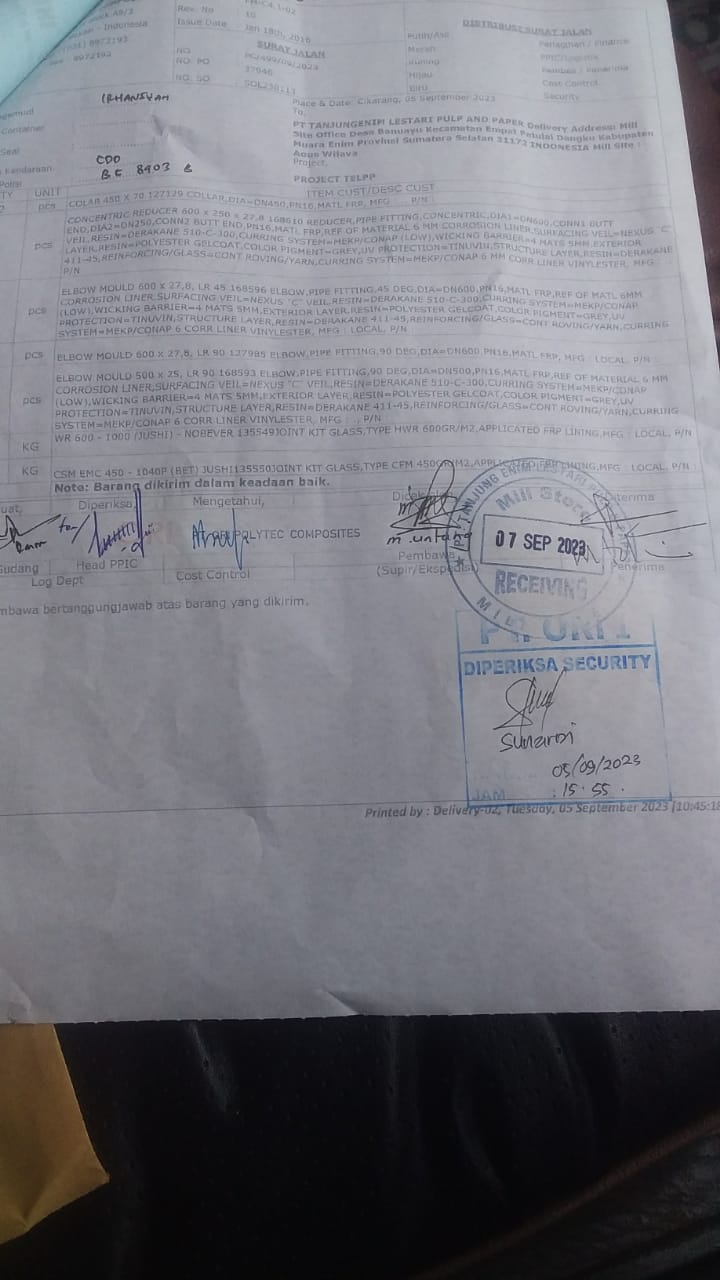 Rev. No
10
Issue Date
Jan 18th, 2016
- Indonesia
(021) 8972193
8972192
SURAT JALAN
DISTRIBUSI SURAT JALAN
Putih/Asli
Penagihan / Finance
Merah
PPIC/Logistik
Kuning
Pembeli / Penerima
Hijau
Cost Control
Biru
Security
NO
: PC/499/09/2023
NO. PO
: 37046
NO. SO
: SOL230113
IRHANSYAH
Container
Seal
Kendaraan
CDD
Polisi
BE 8903 B
Place & Date: Cikarang, 05 September 2023
To,
PT TANJUNGENIM LESTARI PULP AND PAPER Delivery Address: Mill
Site Office Desa Banuayu Kecamatan Empat Petulai Dangku Kabupaten
Muara Enim Provinsi Sumatera Selatan 31172 INDONESIA Mill Site :
Agus Wijaya
Project,
PROJECT TELPP
UNIT
ITEM CUST/DESC CUST
pcs
COLAR 450 X 70 127129 COLLAR,DIA=DN450,PN16,MATL FRP, MFG : P/N
pcs
CONCENTRIC REDUCER 600 x 250 x 27,8 168610 REDUCER,PIPE FITTING,CONCENTRIC,DIA1=DN600,CONN1 BUTT
END,DIA2=DN250,CONN2 BUTT END,PN16,MATL FRP,REF OF MATERIAL 6 MM CORROSION LINER,SURFACING VEIL=NEXUS "C"
VEIL,RESIN=DERAKANE 510-C-300,CURRING SYSTEM=MEKP/CONAP (LOW),WICKING BARRIER=4 MATS 5MM,EXTERIOR
LAYER,RESIN=POLYESTER GELCOAT,COLOR PIGMENT=GREY,UV PROTECTION=TINUVIN,STRUCTURE LAYER,RESIN=DERAKANE
411-45,REINFORCING/GLASS=CONT ROVING/YARN,CURRING SYSTEM=MEKP/CONAP 6 MM CORR LINER VINYLESTER, MFG :
P/N
pcs
ELBOW MOULD 600 x 27,8, LR 45 168596 ELBOW,PIPE FITTING,45 DEG,DIA=DN600,PN16,MATL FRP,REF OF MATL 6MM
CORROSION LINER,SURFACING VEIL=NEXUS "C" VEIL,RESIN=DERAKANE 510-C-300,CURRING SYSTEM=MEKP/CONAP
(LOW),WICKING BARRIER=4 MATS 5MM,EXTERIOR LAYER,RESIN=POLYESTER GELCOAT,COLOR PIGMENT=GREY,UV
PROTECTION=TINUVIN,STRUCTURE LAYER,RESIN=DERAKANE 411-45,REINFORCING/GLASS=CONT ROVING/YARN,CURRING
SYSTEM=MEKP/CONAP 6 CORR LINER VINYLESTER, MFG : LOCAL, P/N
pcs
ELBOW MOULD 600 x 27,8, LR 90 127985 ELBOW,PIPE FITTING,90 DEG,DIA=DN600,PN16,MATL FRP, MFG : LOCAL, P/N
pcs
ELBOW MOULD 500 x 25, LR 90 168593 ELBOW,PIPE FITTING,90 DEG,DIA=DN500,PN16,MATL FRP,REF OF MATERIAL 6 MM
CORROSION LINER,SURFACING VEIL=NEXUS "C" VEIL,RESIN=DERAKANE 510-C-300,CURRING SYSTEM=MEKP/CONAP
(LOW),WICKING BARRIER=4 MATS 5MM,EXTERIOR LAYER,RESIN=POLYESTER GELCOAT,COLOR PIGMENT=GREY,UV
PROTECTION=TINUVIN,STRUCTURE LAYER,RESIN=DERAKANE 411-45,REINFORCING/GLASS=CONT ROVING/YARN,CURRING
SYSTEM=MEKP/CONAP 6 CORR LINER VINYLESTER, MFG : , P/N
KG
WR 600 - 1000 (JUSHI) - NOBEVER 135549JOINT KIT GLASS,TYPE HWR 600GR/M2,APPLICATED FRP LINING,MFG : LOCAL, P/N
KG
CSM EMC 450 - 1040P (BET) JUSHI135550JOINT KIT GLASS,TYPE CFM 450GR/M2,APPLICATED FRP LINING,MFG : LOCAL, P/N
Note: Barang dikirim dalam keadaan baik.
Diperiksa,
Mengetahui,
POLYTEC COMPOSITES
m. untang
Gudang
Log Dept
Head PPIC
Cost Control
Pembawa
(Supir/Ekspedisi)
Diterima
Penerima
Mill Store
07 SEP 2023
RECEIVING
mbawa bertanggungjawab atas barang yang dikirim.
DIPERIKSA SECURITY
Sunardi
05/09/2023
JAM : 15.55.
Printed by : Delivery-02, Tuesday, 05 September 2023 [10:45:18